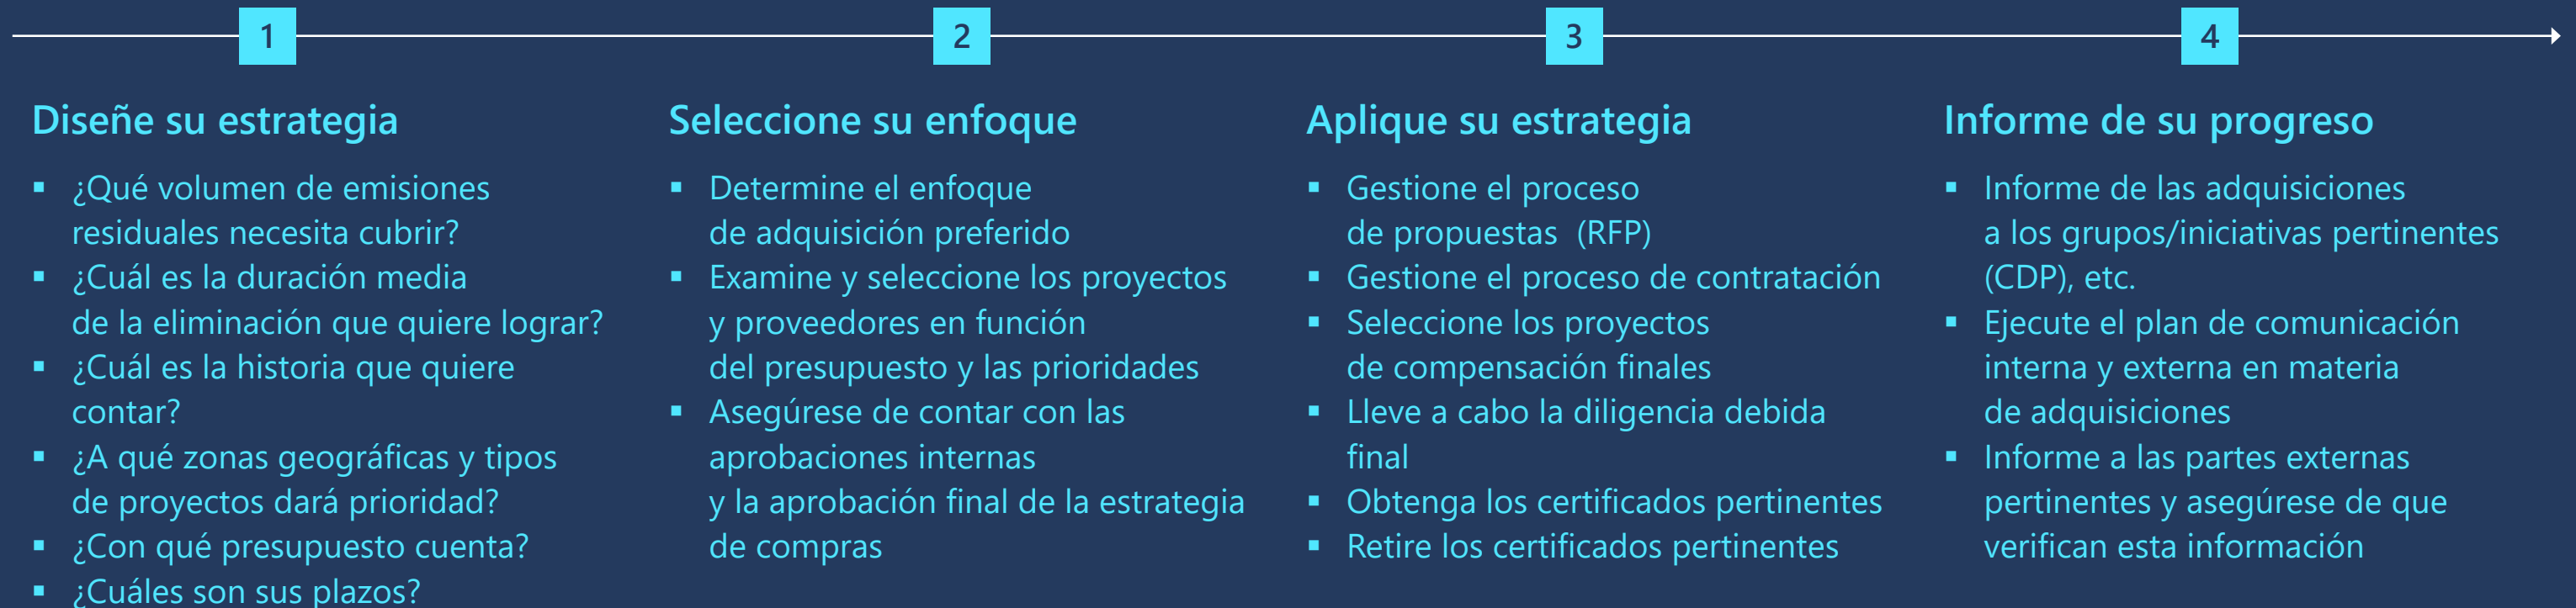 1
2
3
4
Diseñe su estrategia
▪ ¿Qué volumen de emisiones
residuales necesita cubrir?
▪ ¿Cuál es la duración media
de la eliminación que quiere lograr?
▪ ¿Cuál es la historia que quiere
contar?
▪ ¿A qué zonas geográficas y tipos
de proyectos dará prioridad?
▪ ¿Con qué presupuesto cuenta?
▪ ¿Cuáles son sus plazos?
Seleccione su enfoque
▪ Determine el enfoque
de adquisición preferido
▪ Examine y seleccione los proyectos
y proveedores en función
del presupuesto y las prioridades
▪ Asegúrese de contar con las
aprobaciones internas
y la aprobación final de la estrategia
de compras
Aplique su estrategia
▪ Gestione el proceso
de propuestas (RFP)
▪ Gestione el proceso de contratación
▪ Seleccione los proyectos
de compensación finales
▪ Lleve a cabo la diligencia debida
final
▪ Obtenga los certificados pertinentes
▪ Retire los certificados pertinentes
Informe de su progreso
▪ Informe de las adquisiciones
a los grupos/iniciativas pertinentes
(CDP), etc.
▪ Ejecute el plan de comunicación
interna y externa en materia
de adquisiciones
▪ Informe a las partes externas
pertinentes y asegúrese de que
verifican esta información